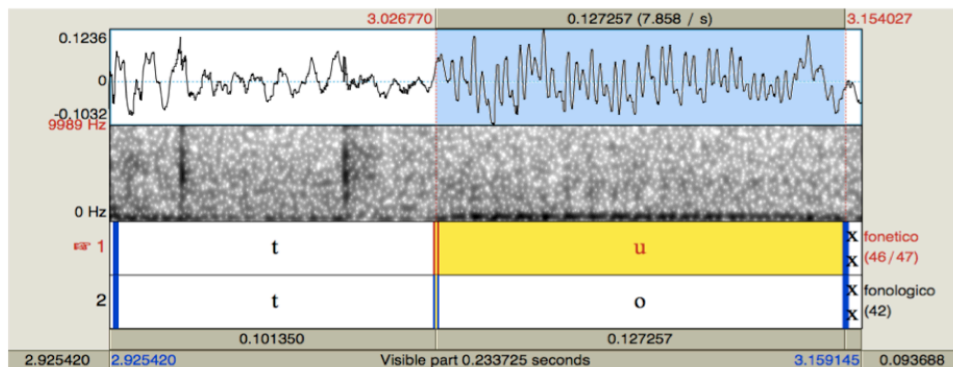 3.026770 0.127257 (7.858 / s) 3.154027
0.1236
0
-0.1032
9989 Hz
0 Hz
☞ 1 t u x x fonetico (46/47)
2 t o x x fonologico (42)
0.101350 0.127257
2.925420 2.925420 Visible part 0.233725 seconds 3.159145 0.093688